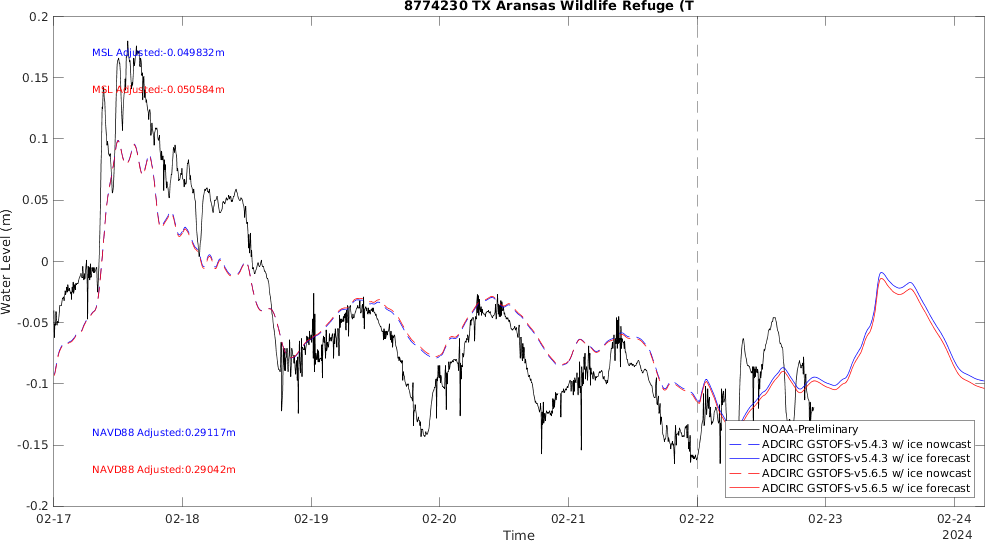 8774230 TX Aransas Wildlife Refuge (T
0.2
MSL Adjusted:-0.049832m
0.15
MSL Adjusted:-0.050584m
0.1
0.05
0
Water Level (m)
-0.05
-0.1
NAVD88 Adjusted:0.29117m
-0.15
NAVD88 Adjusted:0.29042m
-0.2
NOAA-Preliminary
ADCIRC GSTOFS-v5.4.3 w/ ice nowcast
ADCIRC GSTOFS-v5.4.3 w/ ice forecast
ADCIRC GSTOFS-v5.6.5 w/ ice nowcast
ADCIRC GSTOFS-v5.6.5 w/ ice forecast
02-17 02-18 02-19 02-20 02-21 02-22 02-23 02-24
Time
2024